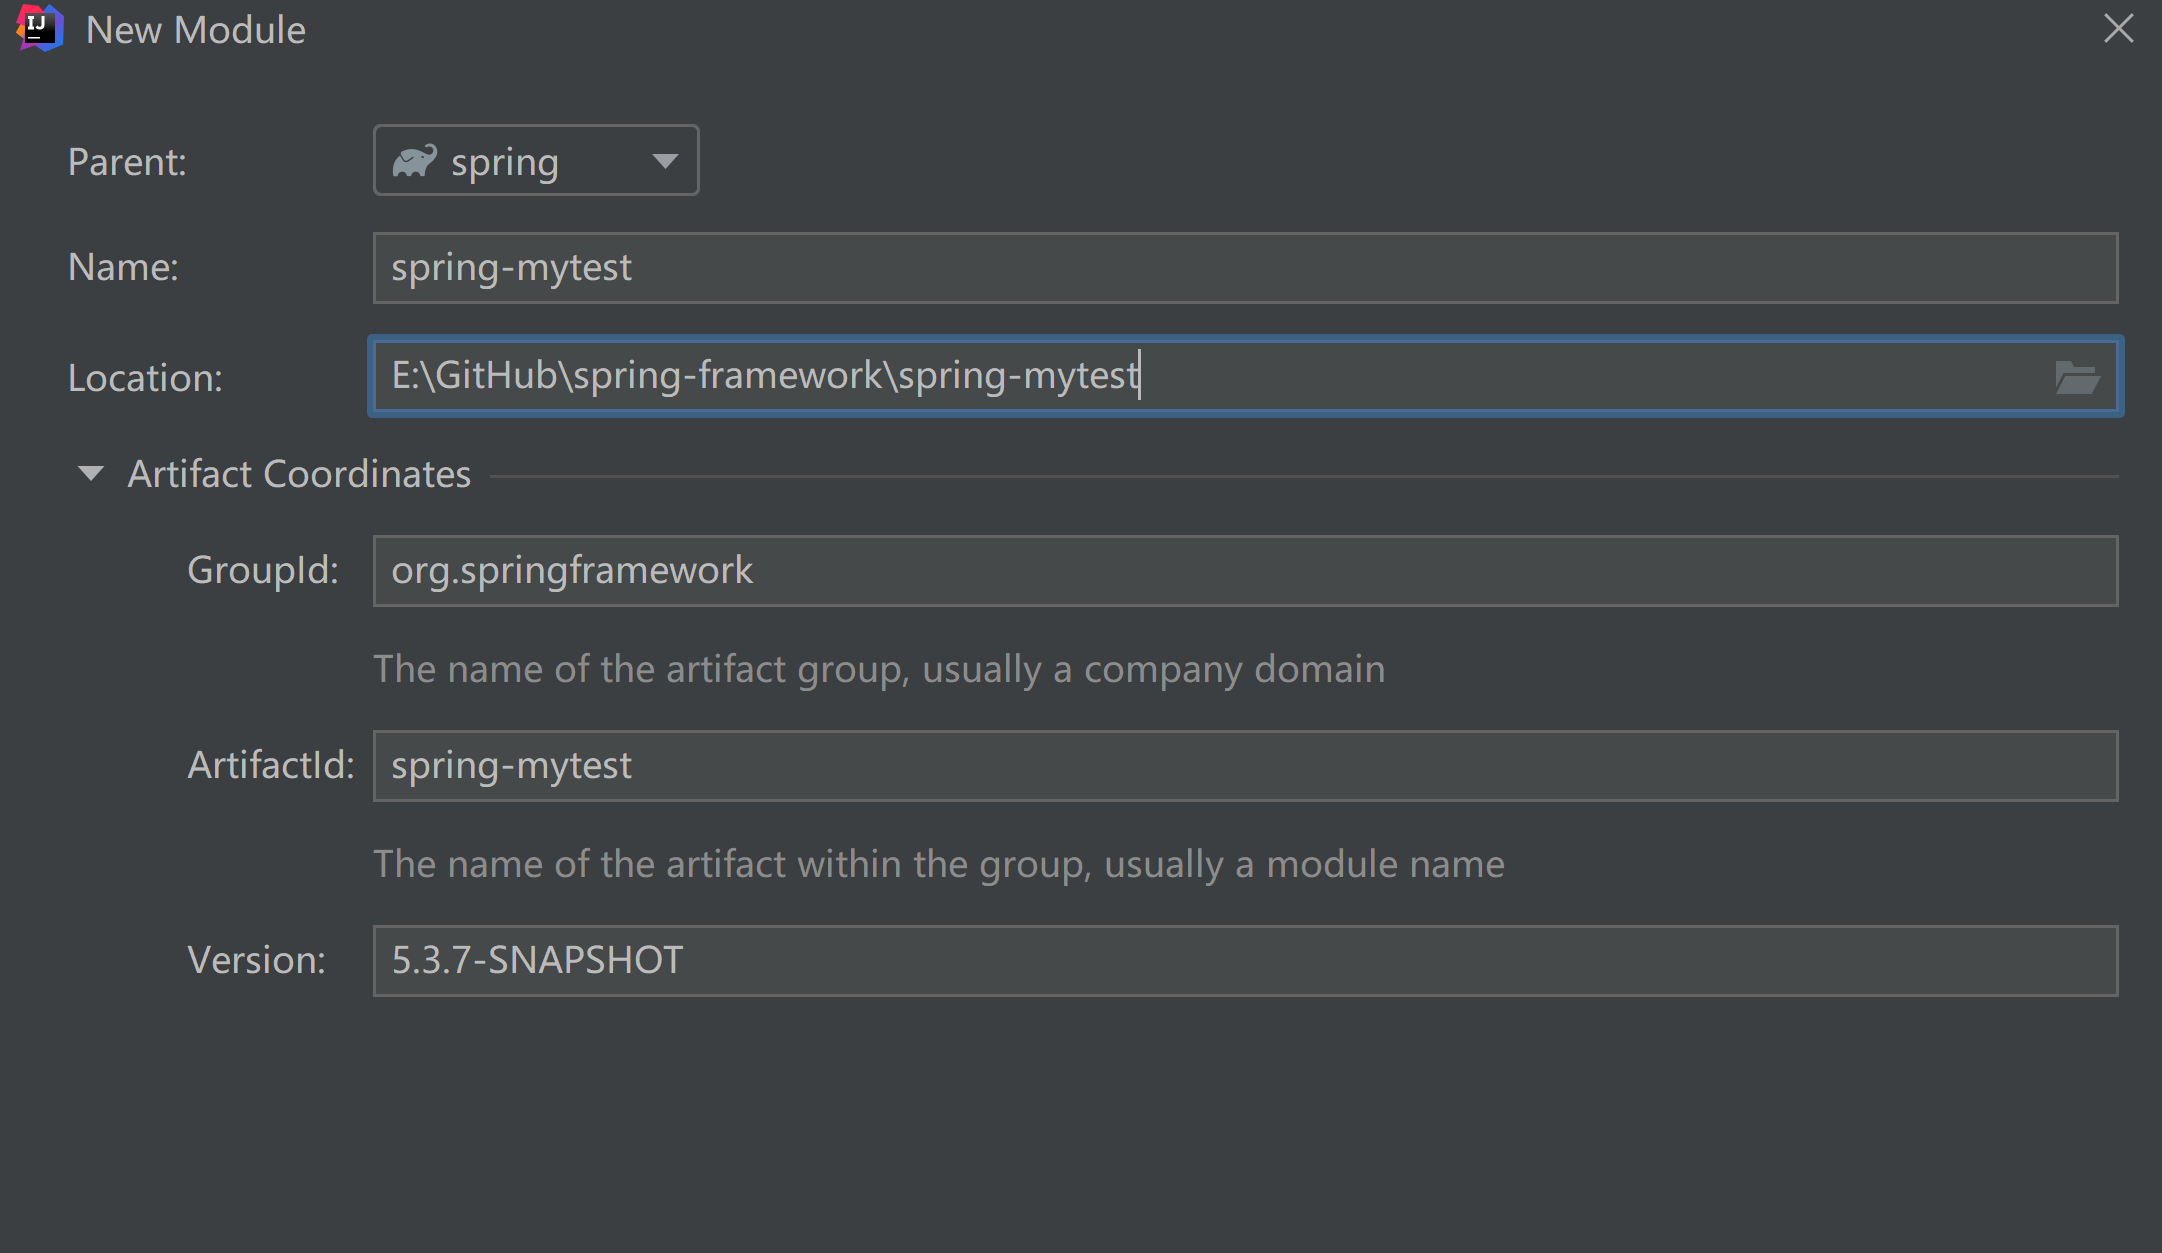 IJ
New Module
Parent: spring
Name: spring-mytest
Location: E:\GitHub\spring-framework\spring-mytest
Artifact Coordinates
GroupId: org.springframework
The name of the artifact group, usually a company domain
ArtifactId: spring-mytest
The name of the artifact within the group, usually a module name
Version: 5.3.7-SNAPSHOT